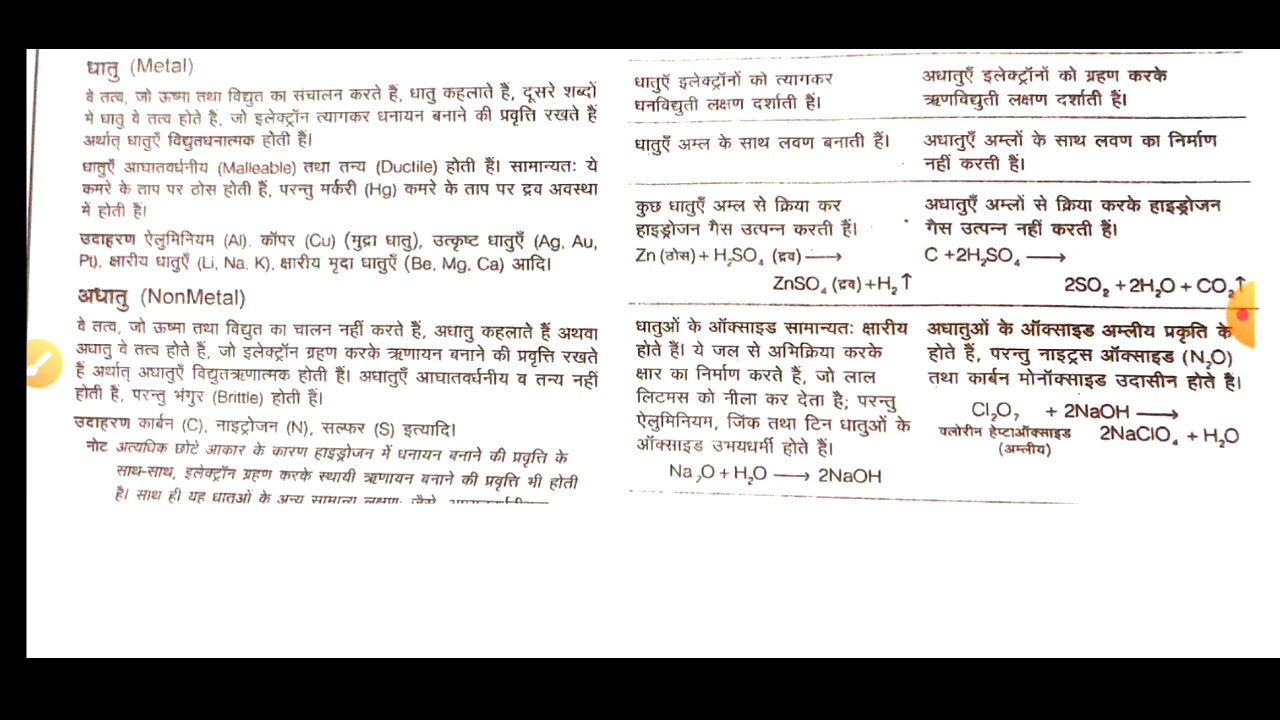 धातु (Metal)
वे तत्व, जो ऊष्मा तथा विद्युत का संचालन करते हैं, धातु कहलाते हैं, दूसरे शब्दों
में धातु वे तत्व होते हैं, जो इलेक्ट्रॉन त्यागकर धनायन बनाने की प्रवृत्ति रखते हैं
अर्थात् धातुएँ विद्युतधनात्मक होती हैं।
धातुएँ आघातवर्धनीय (Malleable) तथा तन्य (Ductile) होती हैं। सामान्यतः ये
कमरे के ताप पर ठोस होती हैं, परन्तु मर्करी (Hg) कमरे के ताप पर द्रव अवस्था
में होती हैं।
उदाहरण ऐलुमिनियम (Al). कॉपर (Cu) (मुद्रा धातु), उत्कृष्ट धातुएँ (Ag, Au,
Pt), क्षारीय धातुएँ (Li, Na, K), क्षारीय मृदा धातुएँ (Be, Mg, Ca) आदि।
अधातु (NonMetal)
वे तत्व, जो ऊष्मा तथा विद्युत का चालन नहीं करते हैं, अधातु कहलाते हैं अथवा
अधातु वे तत्व होते हैं, जो इलेक्ट्रॉन ग्रहण करके ऋणायन बनाने की प्रवृत्ति रखते
हैं अर्थात् अधातुएँ विद्युतऋणात्मक होती हैं। अधातुएँ आघातवर्धनीय व तन्य नहीं
होती हैं, परन्तु भंगुर (Brittle) होती हैं।
उदाहरण कार्बन (C), नाइट्रोजन (N), सल्फर (S) इत्यादि।
नोट अत्यधिक छोटे आकार के कारण हाइड्रोजन में धनायन बनाने की प्रवृत्ति के
साथ-साथ, इलेक्ट्रॉन ग्रहण करके स्थायी ऋणायन बनाने की प्रवृत्ति भी होती
है। साथ ही यह धातुओं के अन्य सामान्य लक्षण; जैसे
धातुएँ इलेक्ट्रॉनों को त्यागकर
धनविद्युती लक्षण दर्शाती हैं।
अधातुएँ इलेक्ट्रॉनों को ग्रहण करके
ऋणविद्युती लक्षण दर्शाती हैं।
धातुएँ अम्ल के साथ लवण बनाती हैं।
अधातुएँ अम्लों के साथ लवण का निर्माण
नहीं करती हैं।
कुछ धातुएँ अम्ल से क्रिया कर
हाइड्रोजन गैस उत्पन्न करती हैं।
Zn (ठोस) + H₂SO₄ (द्रव) ⟶
ZnSO₄ (द्रव) + H₂↑
अधातुएँ अम्लों से क्रिया करके हाइड्रोजन
गैस उत्पन्न नहीं करती हैं।
C +2H₂SO₄ ⟶
2SO₂ + 2H₂O + CO₂↑
धातुओं के ऑक्साइड सामान्यतः क्षारीय
होते हैं। ये जल से अभिक्रिया करके
क्षार का निर्माण करते हैं, जो लाल
लिटमस को नीला कर देता है; परन्तु
ऐलुमिनियम, जिंक तथा टिन धातुओं के
ऑक्साइड उभयधर्मी होते हैं।
Na₂O + H₂O ⟶ 2NaOH
अधातुओं के ऑक्साइड अम्लीय प्रकृति के
होते हैं, परन्तु नाइट्रस ऑक्साइड (N₂O)
तथा कार्बन मोनॉक्साइड उदासीन होते हैं।
Cl₂O₇ + 2NaOH ⟶
क्लोरीन हेप्टाऑक्साइड 2NaClO₄ + H₂O
(अम्लीय)